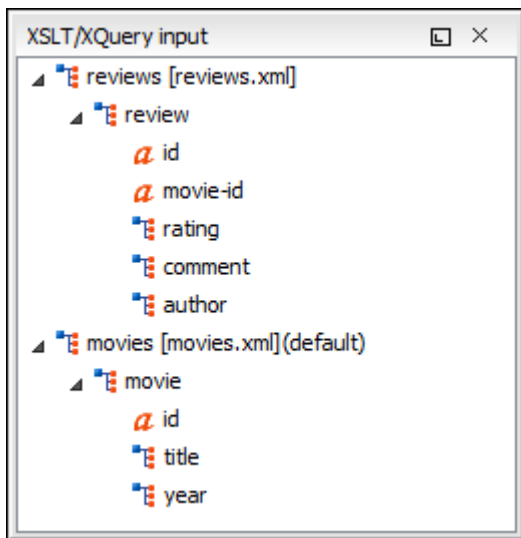 XSLT/XQuery input
reviews [reviews.xml]
review
id
movie-id
rating
comment
author
movies [movies.xml](default)
movie
id
title
year